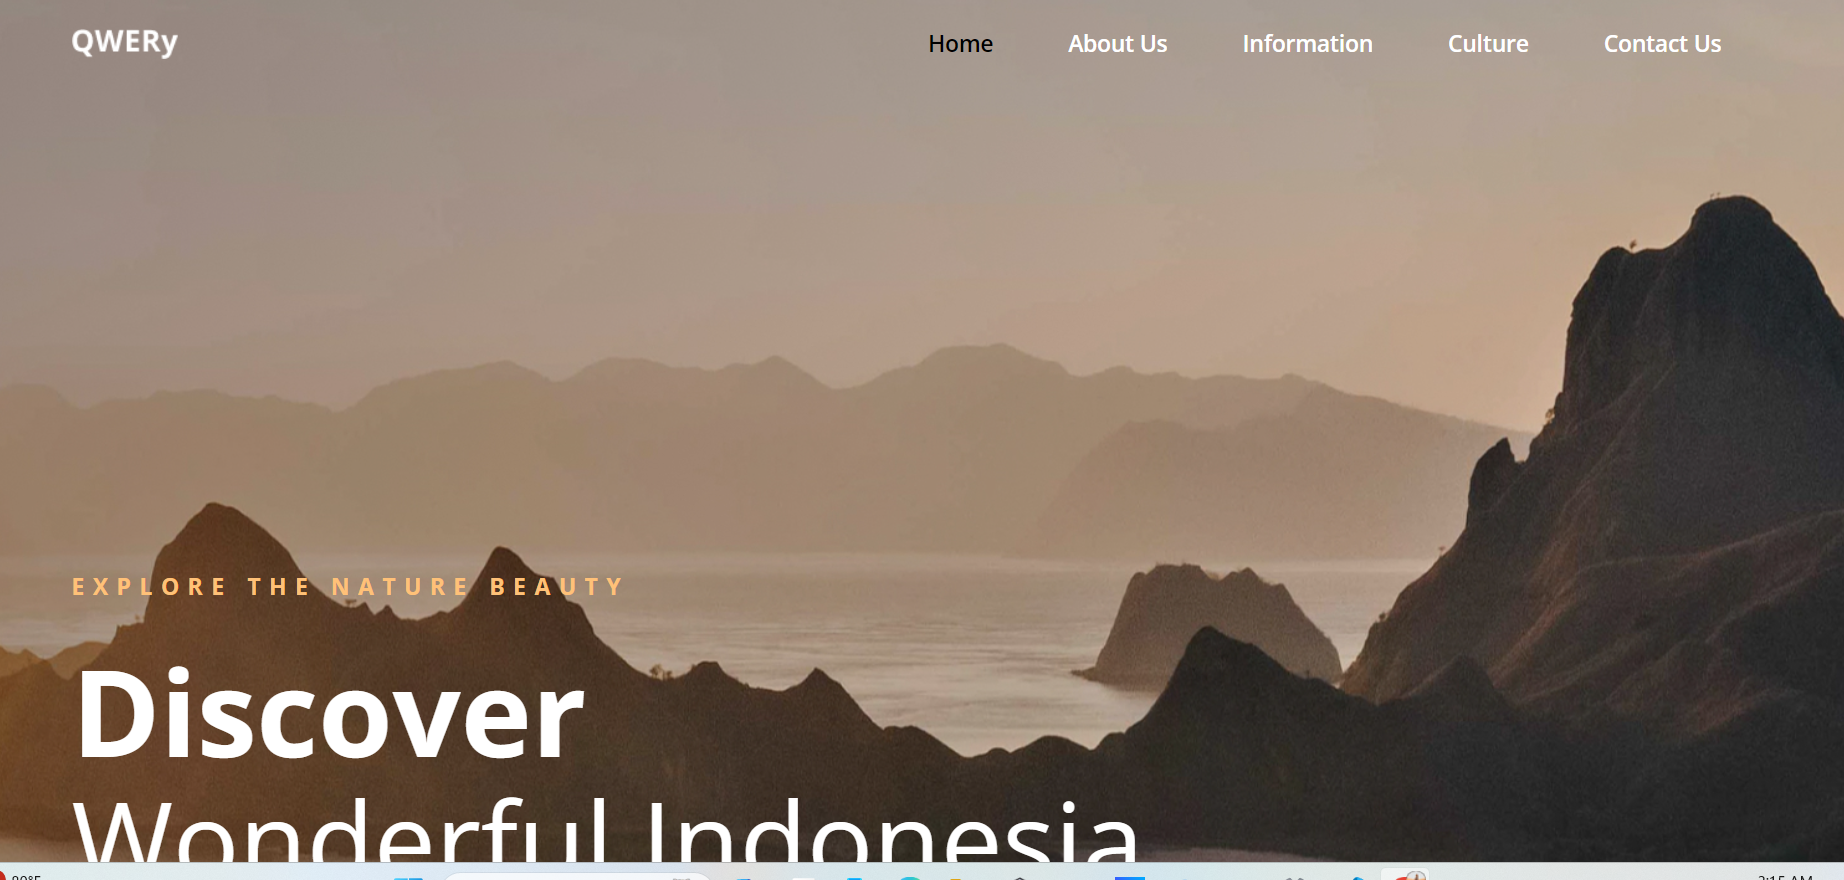 QWERy
Home About Us Information Culture Contact Us
EXPLORE THE NATURE BEAUTY
Discover
Wonderful Indonesia